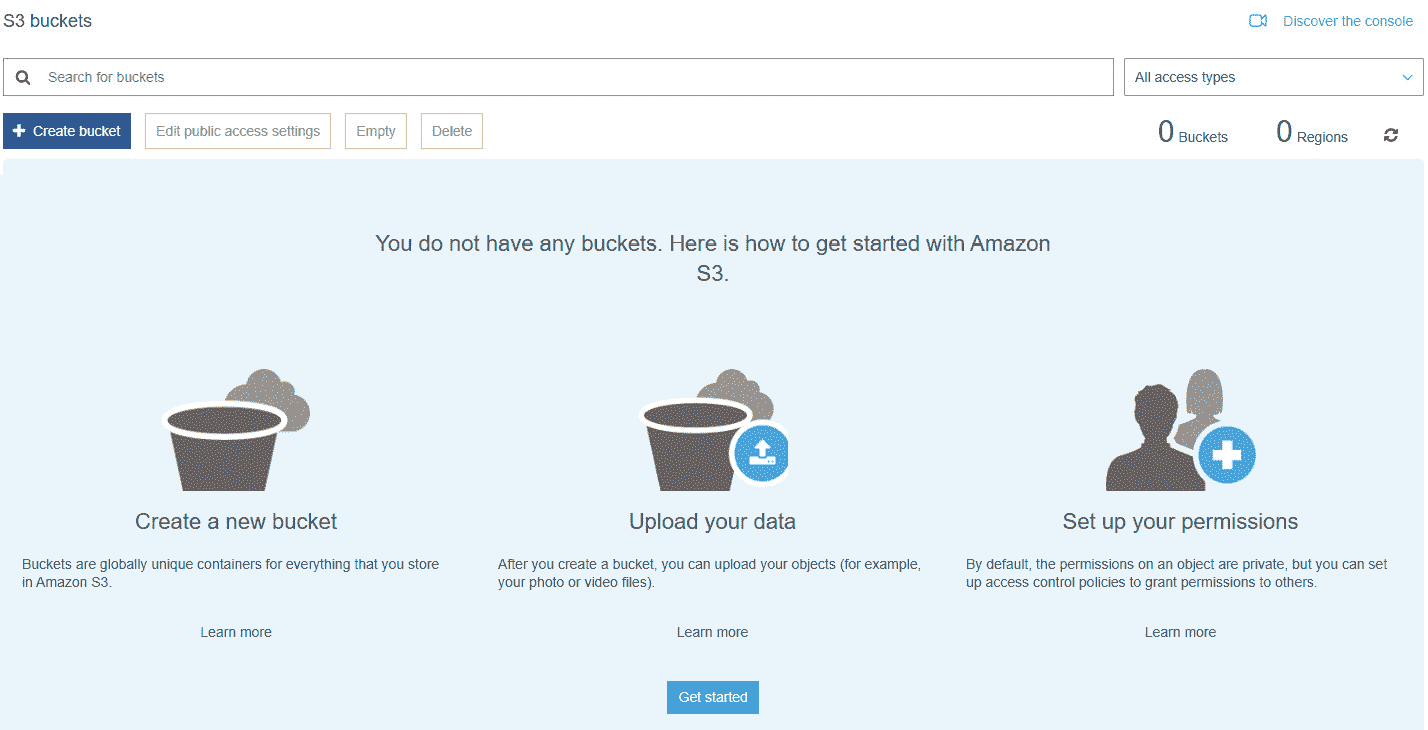 S3 buckets
Discover the console
Search for buckets
All access types
Create bucket
Edit public access settings
Empty
Delete
0 Buckets
0 Regions
You do not have any buckets. Here is how to get started with Amazon
S3.
Create a new bucket
Buckets are globally unique containers for everything that you store
in Amazon S3.
Learn more
Upload your data
After you create a bucket, you can upload your objects (for example,
your photo or video files).
Learn more
Set up your permissions
By default, the permissions on an object are private, but you can set
up access control policies to grant permissions to others.
Learn more
Get started